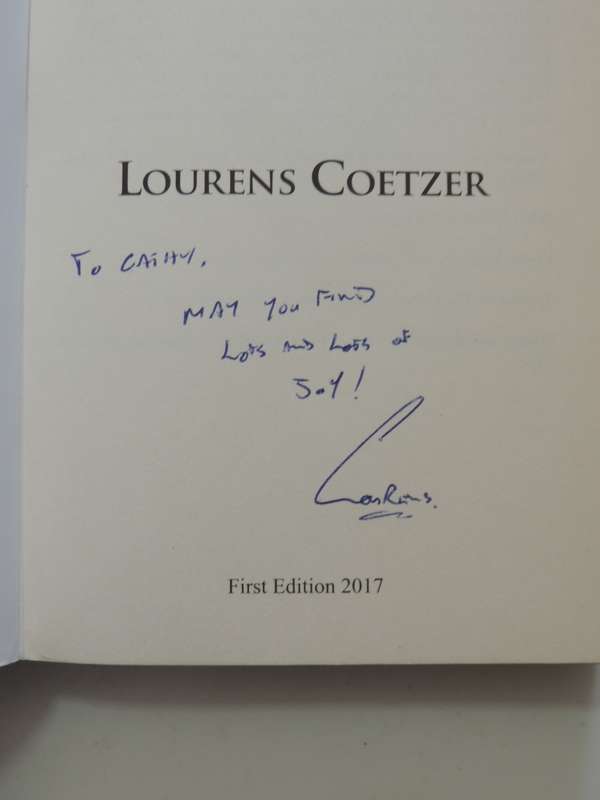 LOURENS COETZER
To CATHY,
MAY YOU FIND
LOTS AND LOTS OF
JOY!
LouRens.
First Edition 2017